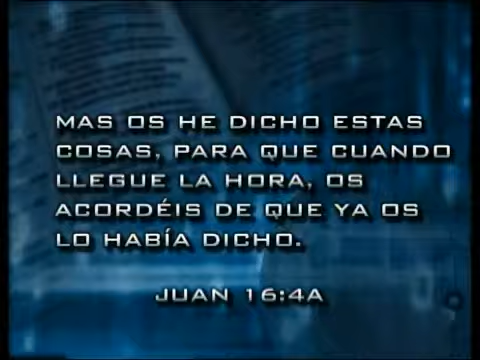 MAS OS HE DICHO ESTAS
COSAS, PARA QUE CUANDO
LLEGUE LA HORA, OS
ACORDÉIS DE QUE YA OS
LO HABÍA DICHO.
JUAN 16:4A